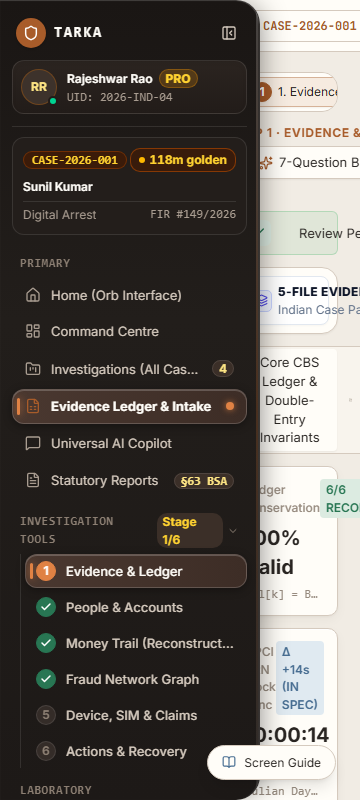 TARKA
RR
Rajeshwar Rao PRO
UID: 2026-IND-04
CASE-2026-001 118m golden
Sunil Kumar
Digital Arrest FIR #149/2026
PRIMARY
Home (Orb Interface)
Command Centre
Investigations (All Cas... 4
Evidence Ledger & Intake
Universal AI Copilot
Statutory Reports §63 BSA
INVESTIGATION
TOOLS
Stage
1/6
1 Evidence & Ledger
People & Accounts
Money Trail (Reconstruct...
Fraud Network Graph
5 Device, SIM & Claims
6 Actions & Recovery
LABORATORY
CASE-2026-001
1. Evidence
1 · EVIDENCE &
7-Question B
Review Pe
5-FILE EVIDE
Indian Case Pa
Core CBS
Ledger &
Double-
Entry
Invariants
6/6
RECO
00%
alid
l[k] = B…
Δ
+14s
(IN
SPEC)
0:00:14
Screen Guide